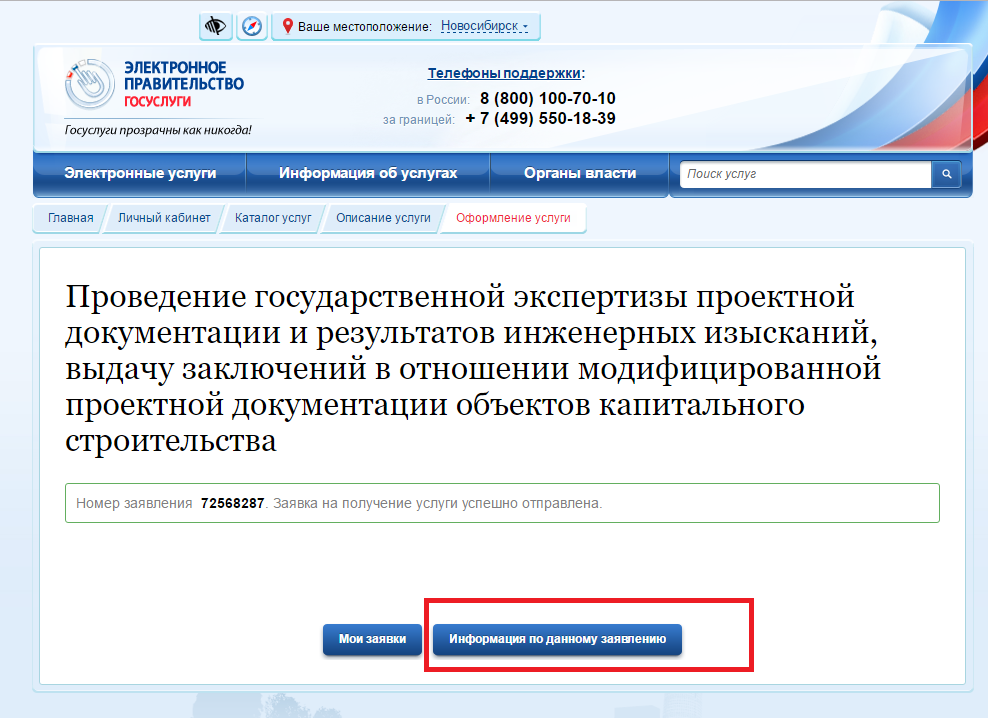 Ваше местоположение: Новосибирск
ЭЛЕКТРОННОЕ
ПРАВИТЕЛЬСТВО
ГОСУСЛУГИ
Госуслуги прозрачны как никогда!
Телефоны поддержки:
в России: 8 (800) 100-70-10
за границей: + 7 (499) 550-18-39
Электронные услуги Информация об услугах Органы власти Поиск услуг
Главная Личный кабинет Каталог услуг Описание услуги Оформление услуги
Проведение государственной экспертизы проектной
документации и результатов инженерных изысканий,
выдачу заключений в отношении модифицированной
проектной документации объектов капитального
строительства
Номер заявления 72568287. Заявка на получение услуги успешно отправлена.
Мои заявки Информация по данному заявлению